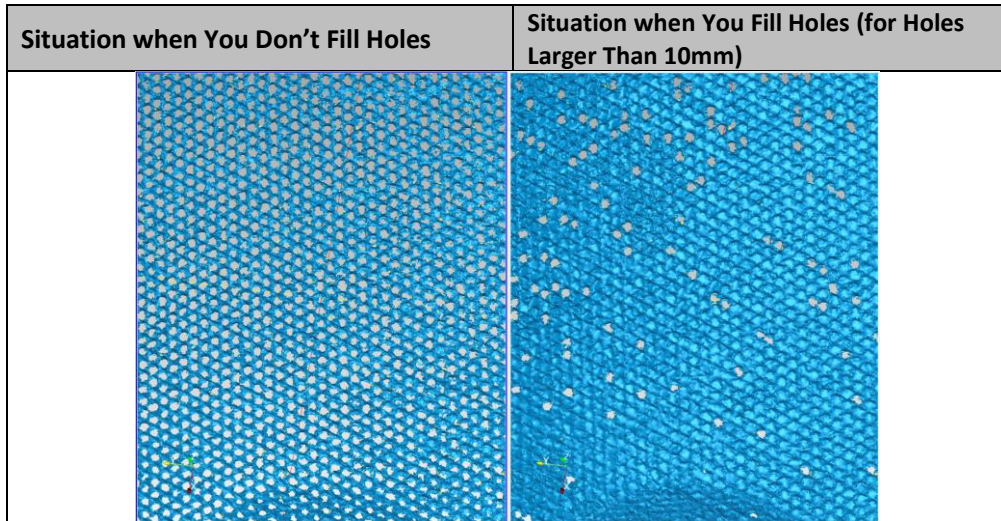 Situation when You Don’t Fill Holes
Situation when You Fill Holes (for Holes
Larger Than 10mm)